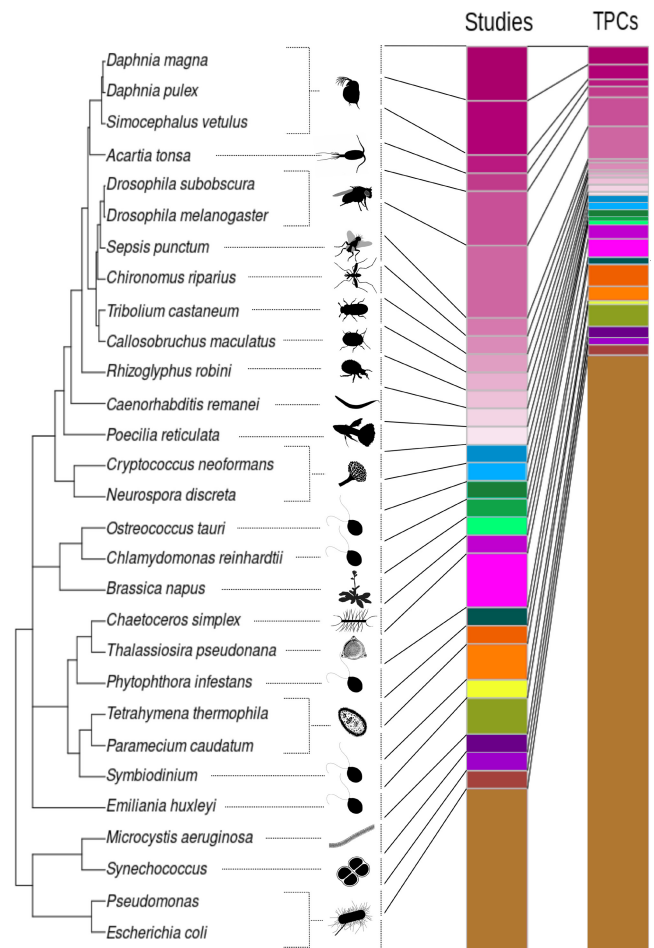 Studies TPCs
Daphnia magna
Daphnia pulex
Simocephalus vetulus
Acartia tonsa
Drosophila subobscura
Drosophila melanogaster
Sepsis punctum
Chironomus riparius
Tribolium castaneum
Callosobruchus maculatus
Rhizoglyphus robini
Caenorhabditis remanei
Poecilia reticulata
Cryptococcus neoformans
Neurospora discreta
Ostreococcus tauri
Chlamydomonas reinhardtii
Brassica napus
Chaetoceros simplex
Thalassiosira pseudonana
Phytophthora infestans
Tetrahymena thermophila
Paramecium caudatum
Symbiodinium
Emiliania huxleyi
Microcystis aeruginosa
Synechococcus
Pseudomonas
Escherichia coli